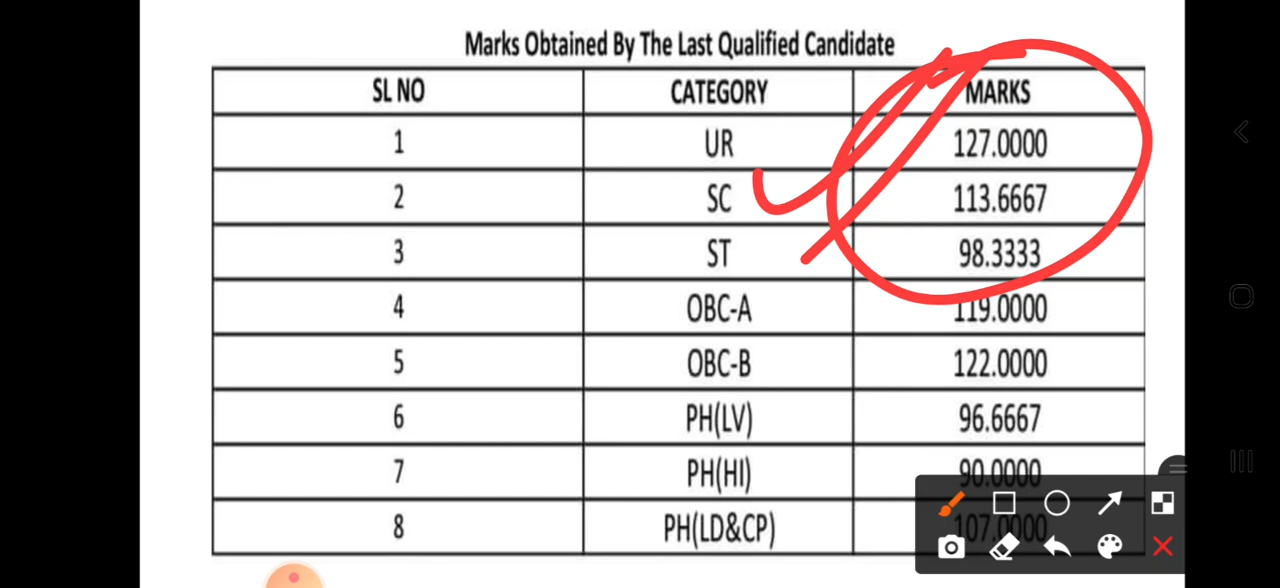 Marks Obtained By The Last Qualified Candidate
SL NO CATEGORY MARKS
1 UR 127.0000
2 SC 113.6667
3 ST 98.3333
4 OBC-A 119.0000
5 OBC-B 122.0000
6 PH(LV) 96.6667
7 PH(HI) 90.0000
8 PH(LD&CP) 107.0000